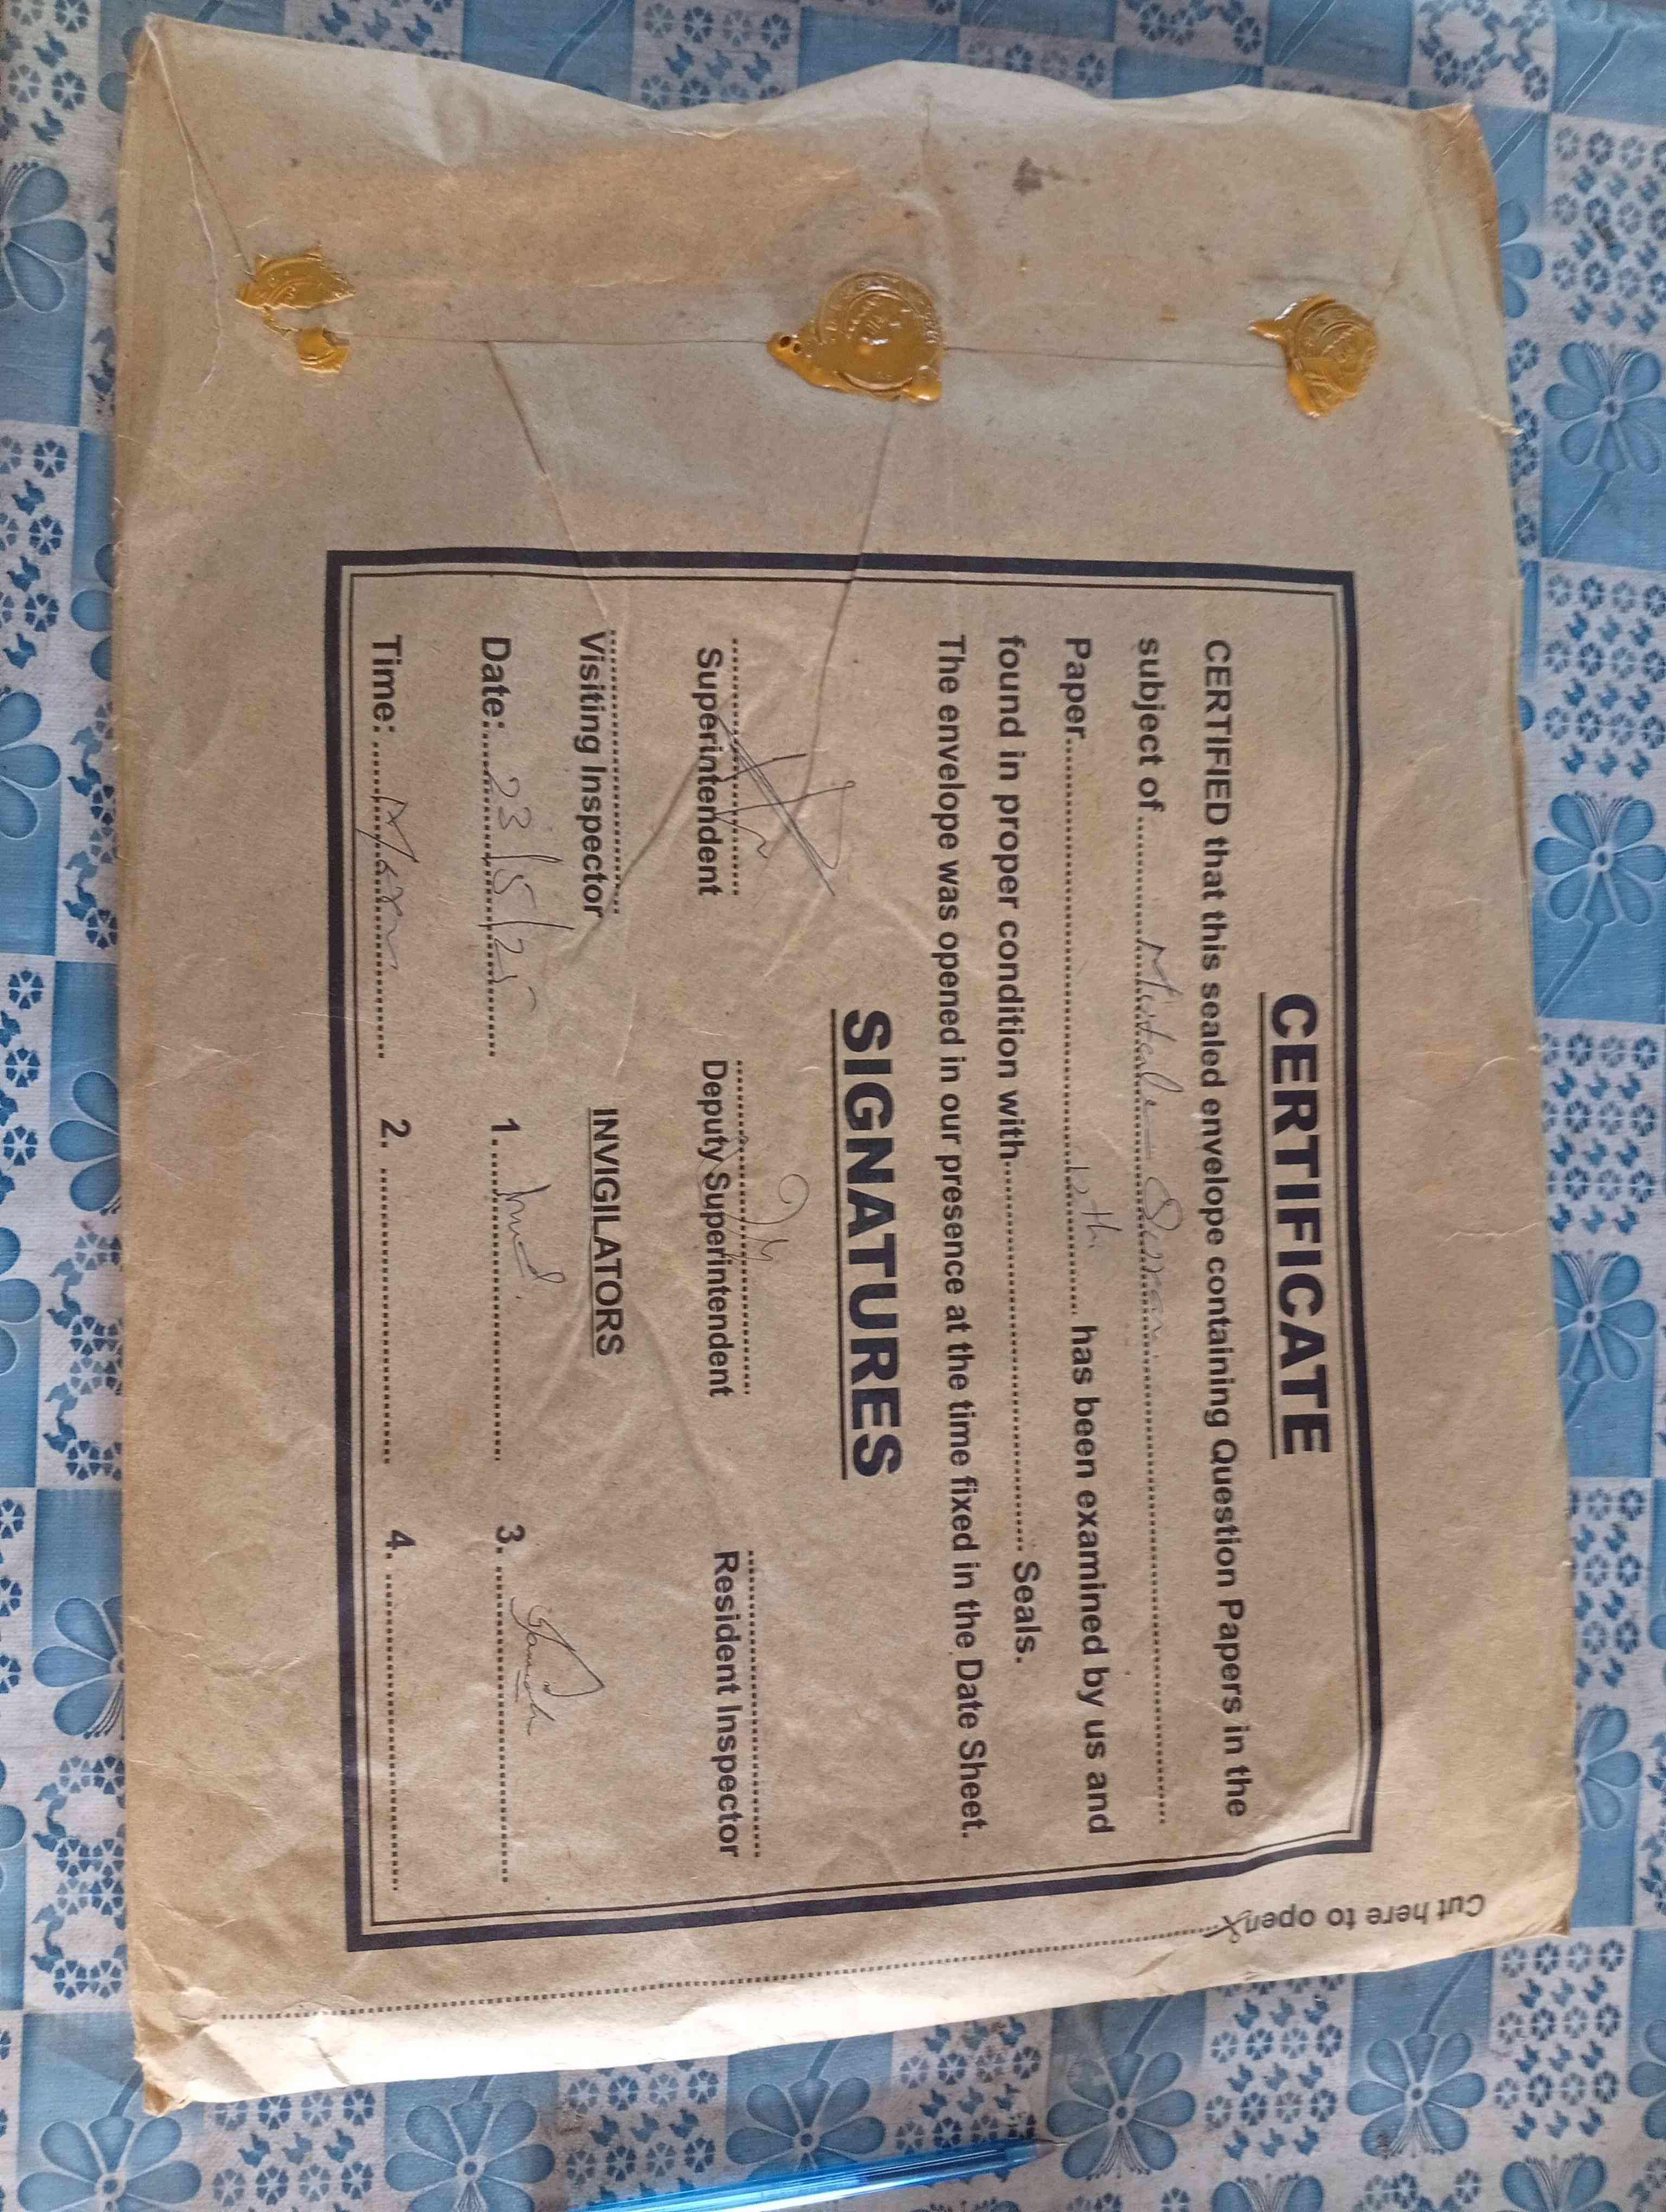 CERTIFICATE
CERTIFIED that this sealed envelope containing Question Papers in the
subject of....................
Paper.................... 12th .......... has been examined by us and
found in proper condition with.................... Seals.
The envelope was opened in our presence at the time fixed in the Date Sheet.
SIGNATURES
Superintendent Deputy Superintendent Resident Inspector
Visiting Inspector INVIGILATORS
Date: 23/5/25 1. .......... 3. ..........
Time: .......... 2. .......... 4. ..........
Cut here to open